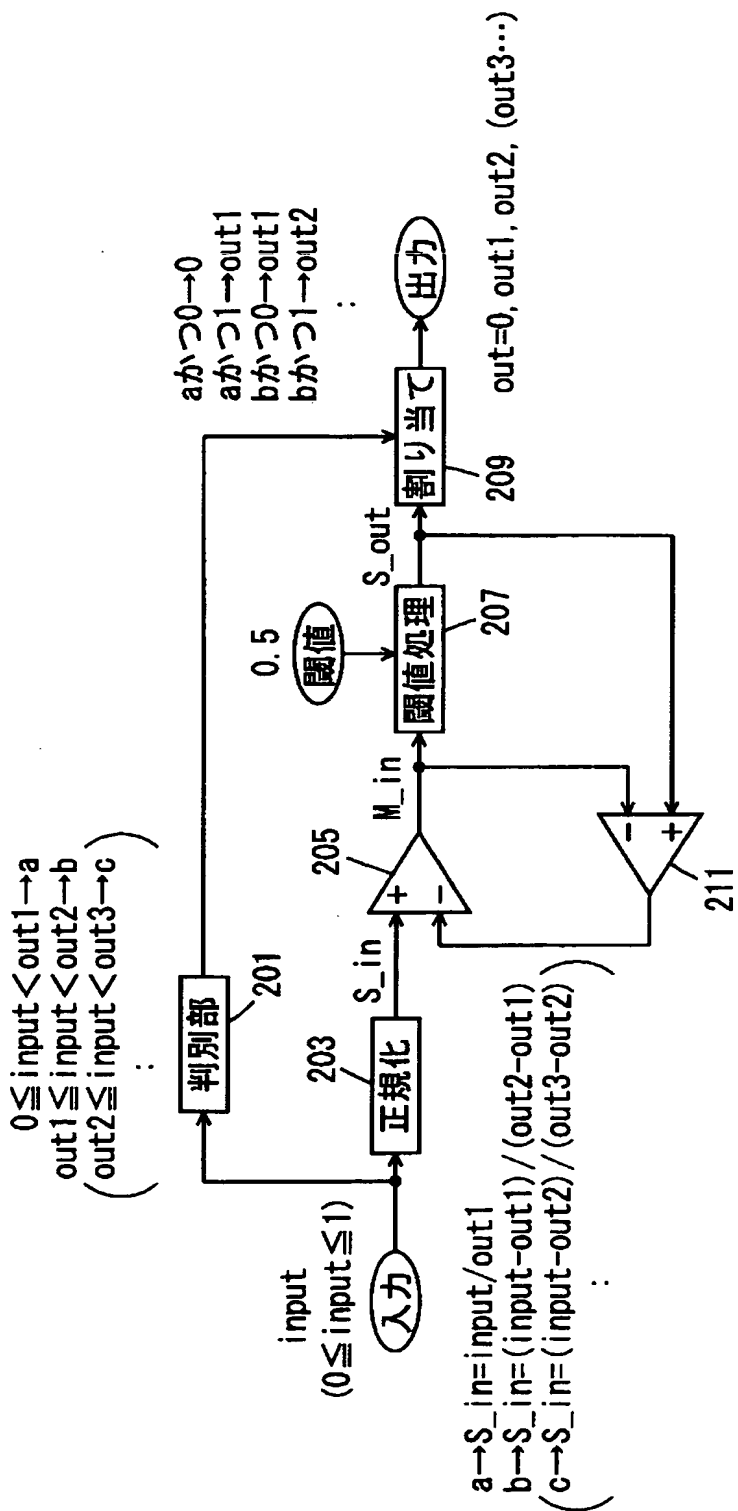 0≦input<out1→a
out1≦input<out2→b
(out2≦input<out3→c)
:
判別部
201
aかつ0→0
aかつ1→out1
bかつ0→out1
bかつ1→out2
:
input
(0≦input≦1)
入力
正規化
203
S_in
+
-
205
M_in
0.5
閾値
閾値処理
207
S_out
割り当て
209
出力
out=0, out1, out2, (out3…)
-
+
211
a→S_in=input/out1
b→S_in=(input-out1)/(out2-out1)
(c→S_in=(input-out2)/(out3-out2))
: